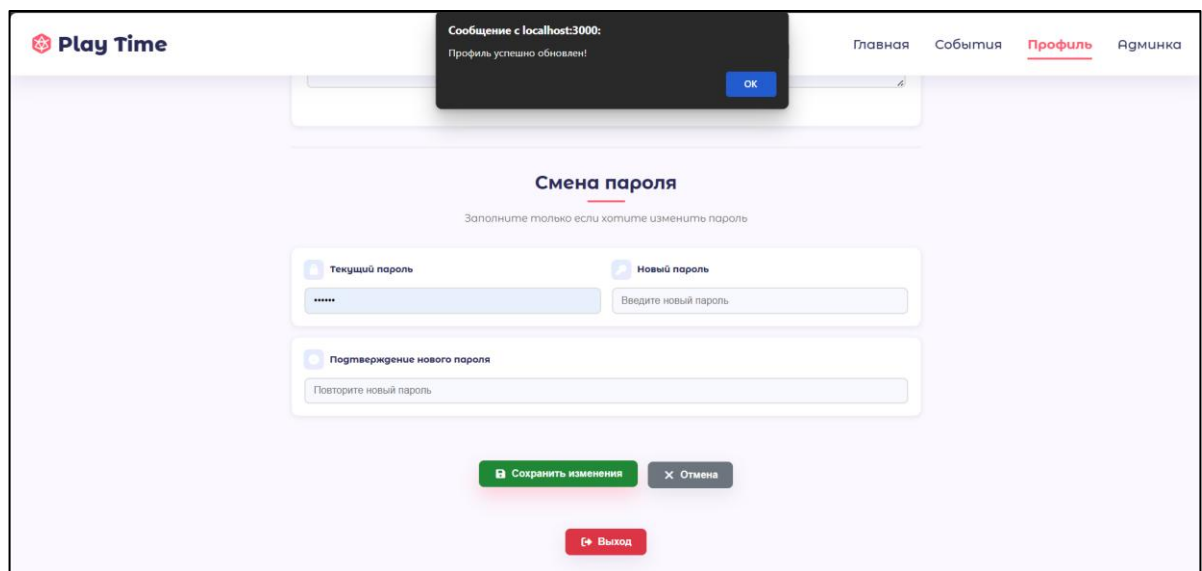 Play Time
Сообщение с localhost:3000:
Профиль успешно обновлен!
OK
Главная События Профиль Админка
Смена пароля
Заполните только если хотите изменить пароль
Текущий пароль Новый пароль
•••••• Введите новый пароль
Подтверждение нового пароля
Повторите новый пароль
Сохранить изменения Отмена
Выход